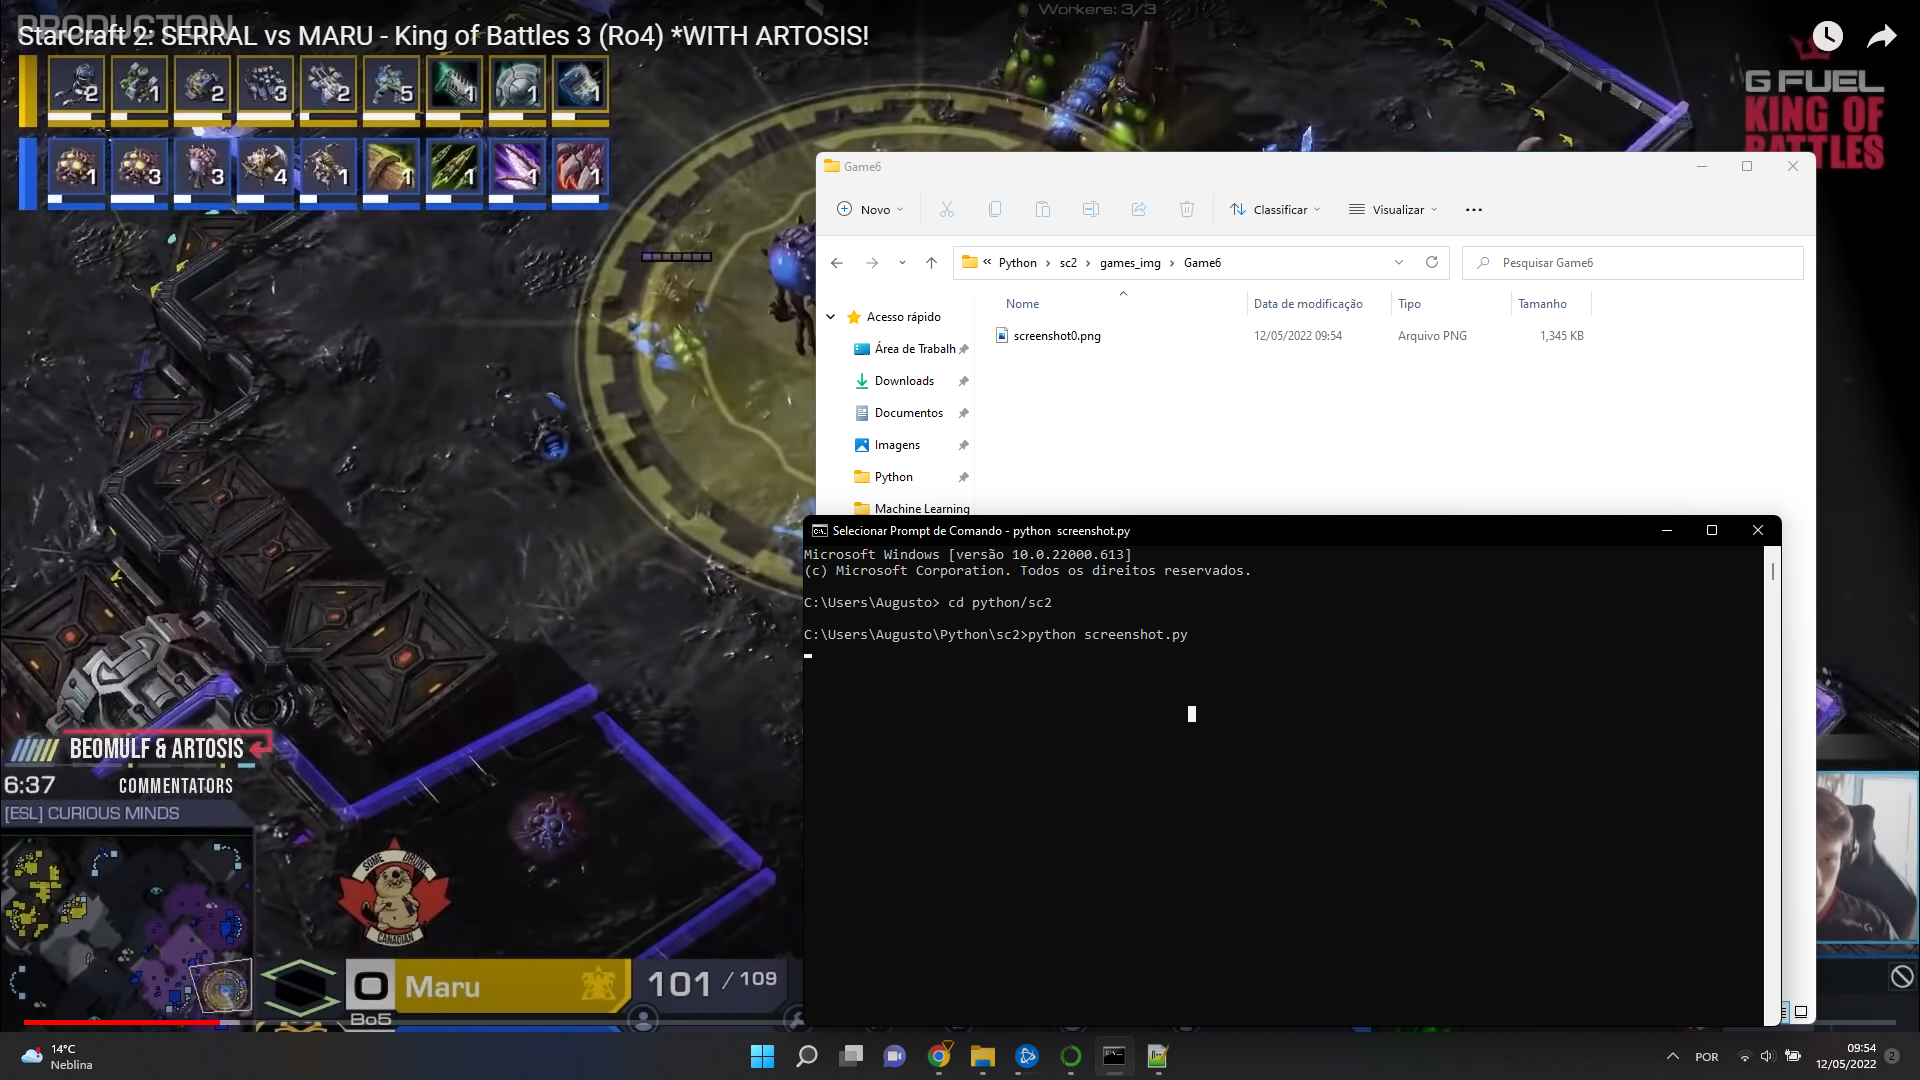 PRODUCTION
Workers: 3/3
StarCraft 2: SERRAL vs MARU - King of Battles 3 (Ro4) *WITH ARTOSIS!
2 1 2 3 2 5 1 1 1
1 3 3 4 1 1 1 1 1
G FUEL
KING OF
BATTLES
Game6
Novo
Classificar
Visualizar
Python
sc2
games_img
Game6
Pesquisar Game6
Nome
Data de modificação
Tipo
Tamanho
Acesso rápido
screenshot0.png
12/05/2022 09:54
Arquivo PNG
1,345 KB
Área de Trabalh
Downloads
Documentos
Imagens
Python
Machine Learning
Selecionar Prompt de Comando - python  screenshot.py
Microsoft Windows [versão 10.0.22000.613]
(c) Microsoft Corporation. Todos os direitos reservados.
C:\Users\Augusto> cd python/sc2
C:\Users\Augusto\Python\sc2>python screenshot.py
BEOMULF & ARTOSIS
COMMENTATORS
6:37
[ESL] CURIOUS MINDS
SOME DRUNK
CANADIAN
0
Maru
101 / 109
Bo5
14°C
Neblina
POR
09:54
12/05/2022
2